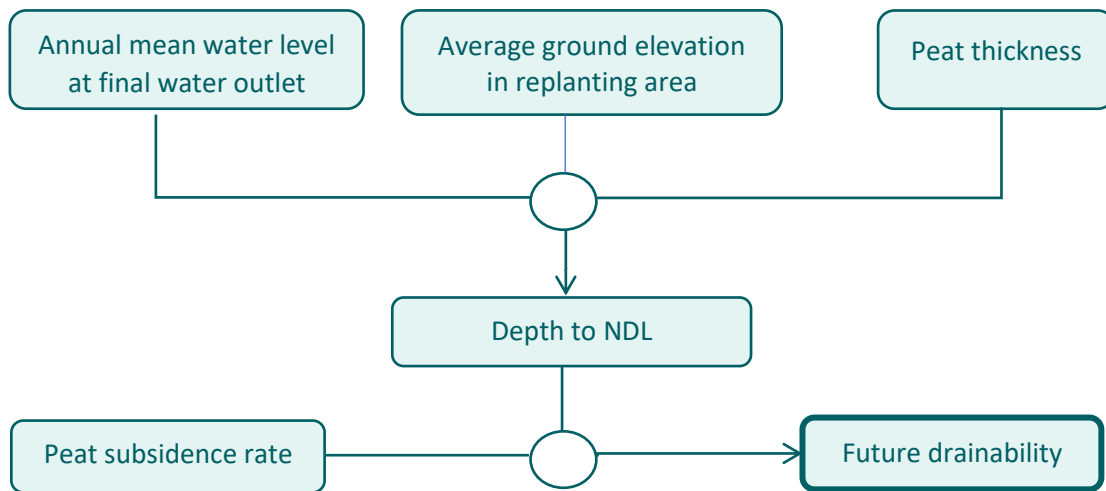 Annual mean water level
at final water outlet
Average ground elevation
in replanting area
Peat thickness
Depth to NDL
Peat subsidence rate
Future drainability